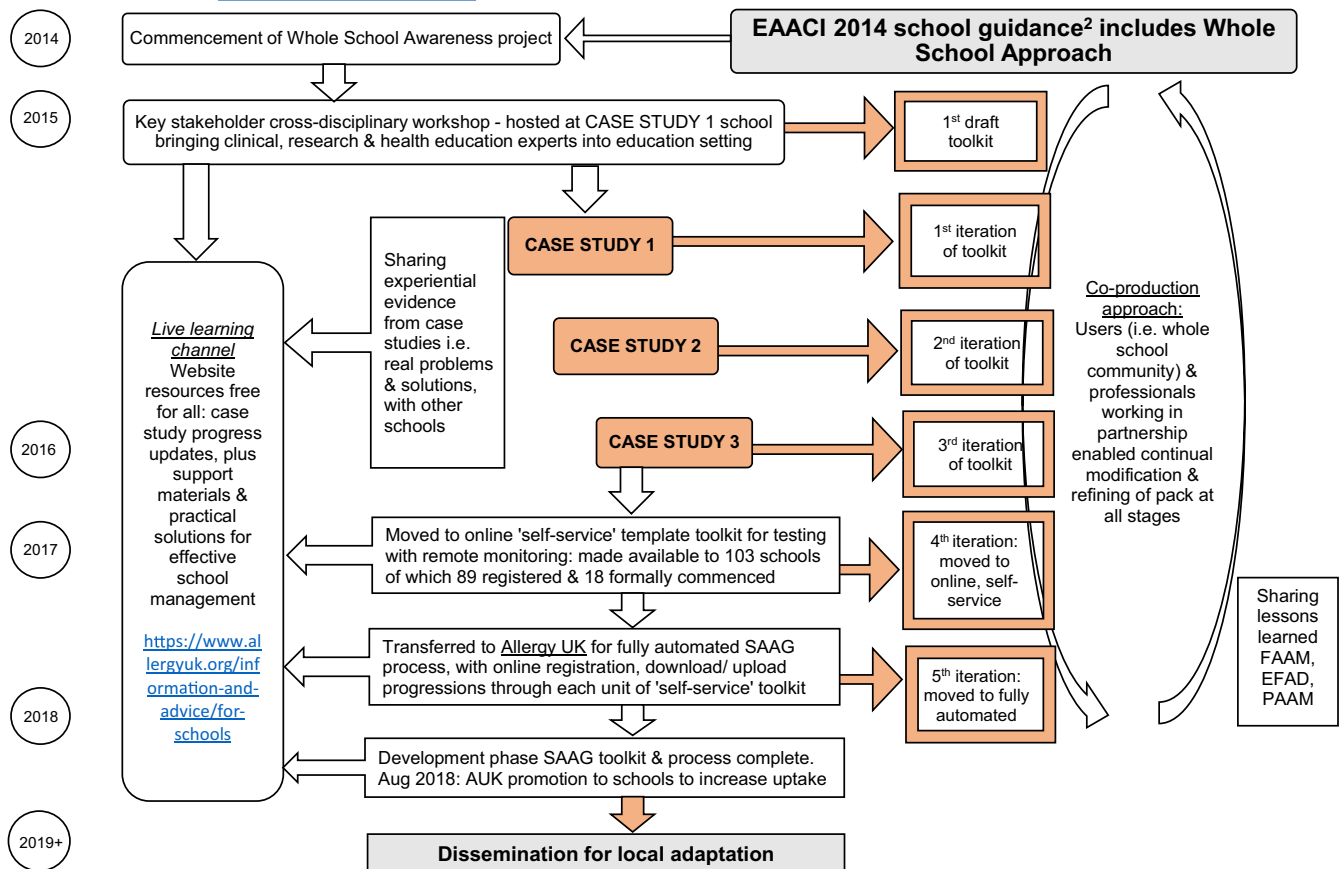 2014
Commencement of Whole School Awareness project
EAACI 2014 school guidance² includes Whole
School Approach
2015
Key stakeholder cross-disciplinary workshop - hosted at CASE STUDY 1 school
bringing clinical, research & health education experts into education setting
1st draft
toolkit
Sharing
experiential
evidence
from case
studies i.e.
real problems
& solutions,
with other
schools
CASE STUDY 1
1st iteration
of toolkit
CASE STUDY 2
2nd iteration
of toolkit
2016
CASE STUDY 3
3rd iteration
of toolkit
Co-production
approach:
Users (i.e. whole
school
community) &
professionals
working in
partnership
enabled continual
modification &
refining of pack at
all stages
Live learning
channel
Website
resources free
for all: case
study progress
updates, plus
support
materials &
practical
solutions for
effective
school
management
https://www.al
lergyuk.org/inf
ormation-and-
advice/for-
schools
2017
Moved to online 'self-service' template toolkit for testing
with remote monitoring: made available to 103 schools
of which 89 registered & 18 formally commenced
4th iteration:
moved to
online, self-
service
Sharing
lessons
learned
FAAM,
EFAD,
PAAM
Transferred to Allergy UK for fully automated SAAG
process, with online registration, download/ upload
progressions through each unit of 'self-service' toolkit
5th iteration:
moved to fully
automated
2018
Development phase SAAG toolkit & process complete.
Aug 2018: AUK promotion to schools to increase uptake
2019+
Dissemination for local adaptation